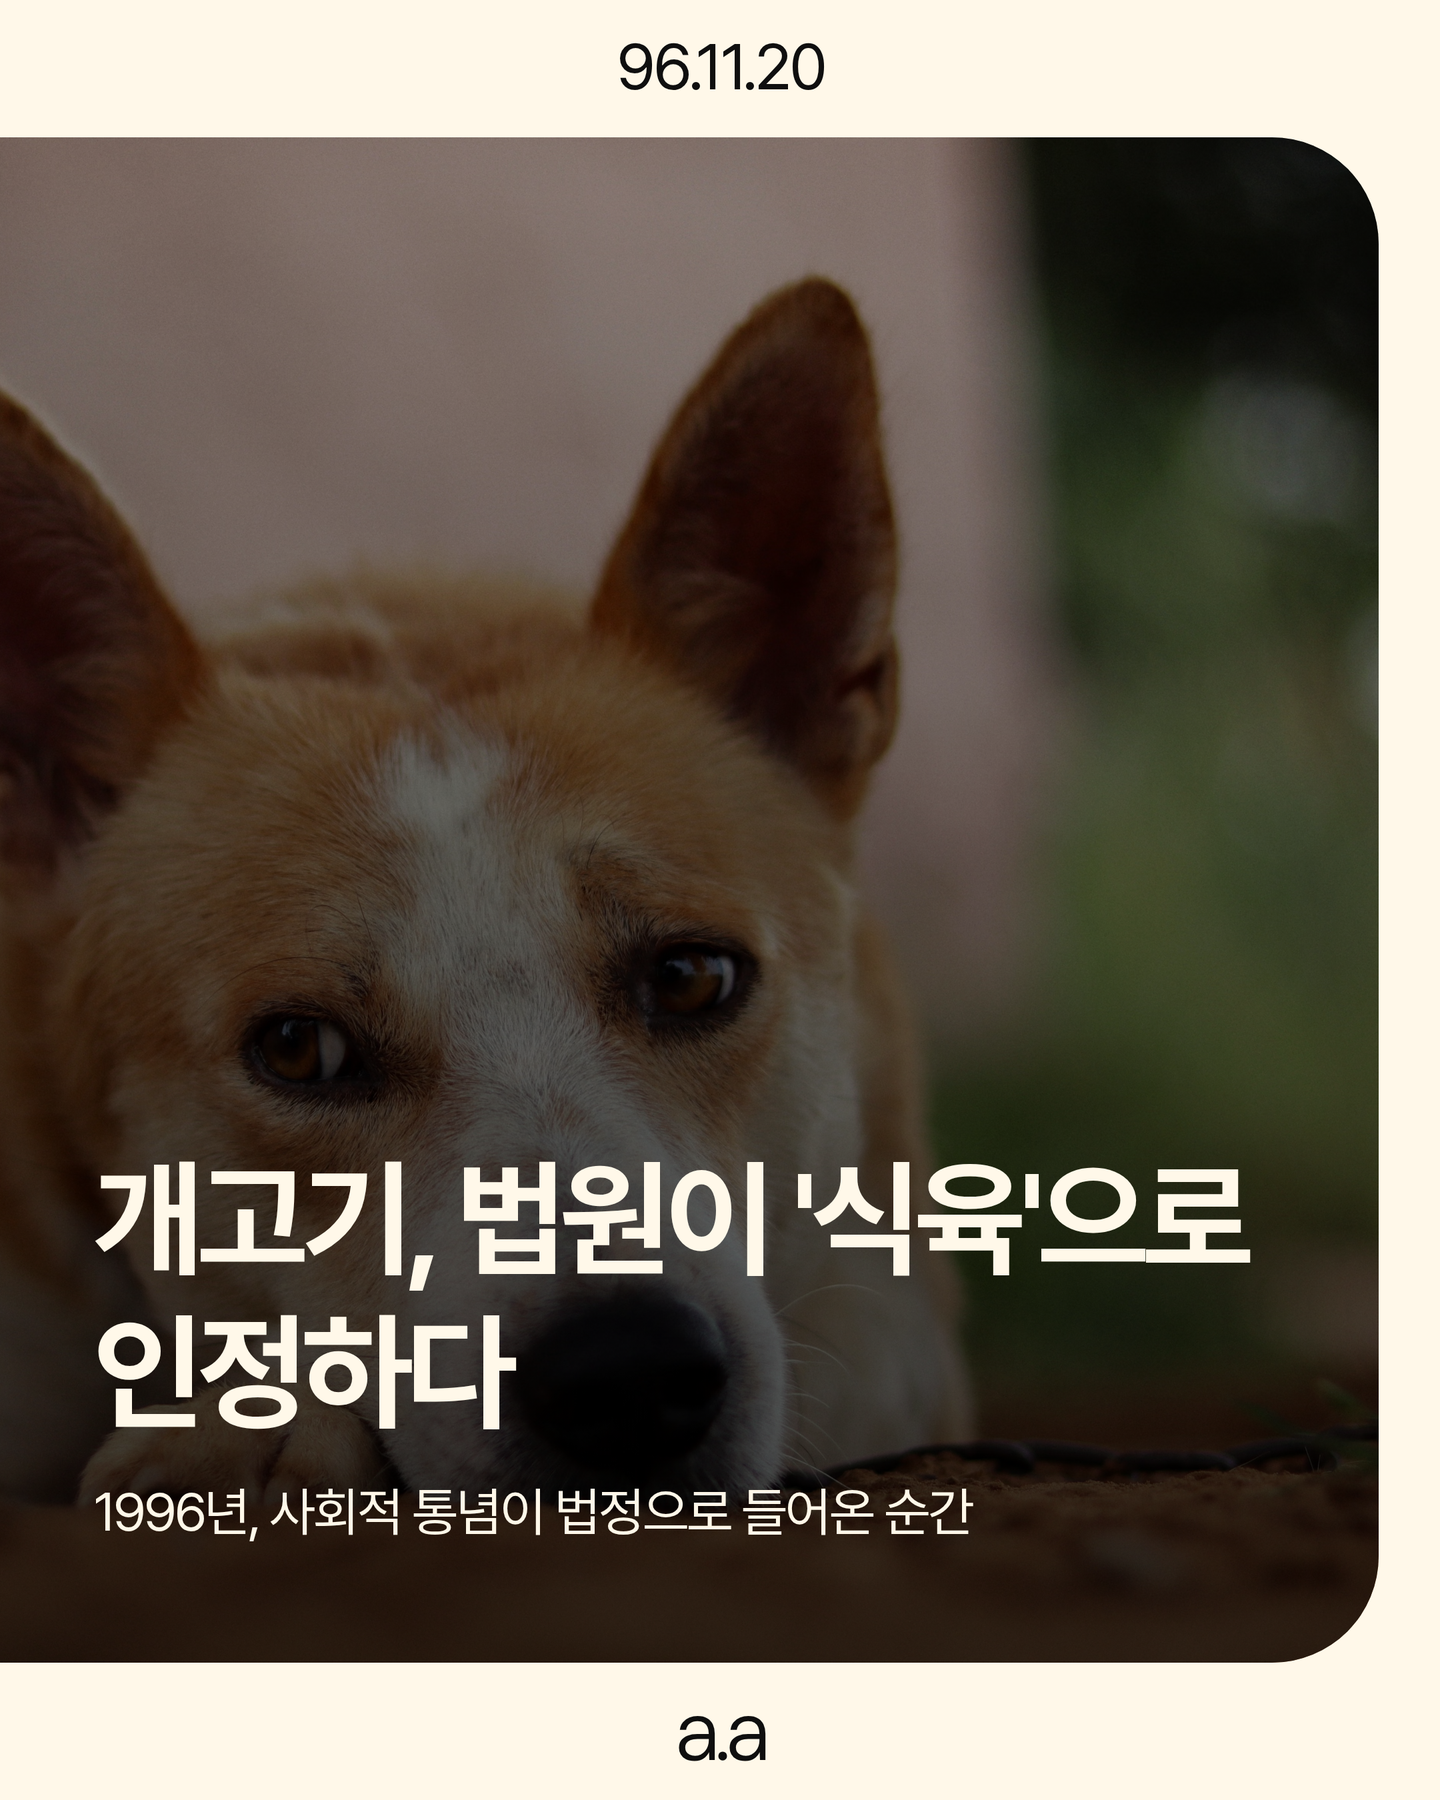 96.11.20
개고기, 법원이 '식육'으로
인정하다
1996년, 사회적 통념이 법정으로 들어온 순간
a.a